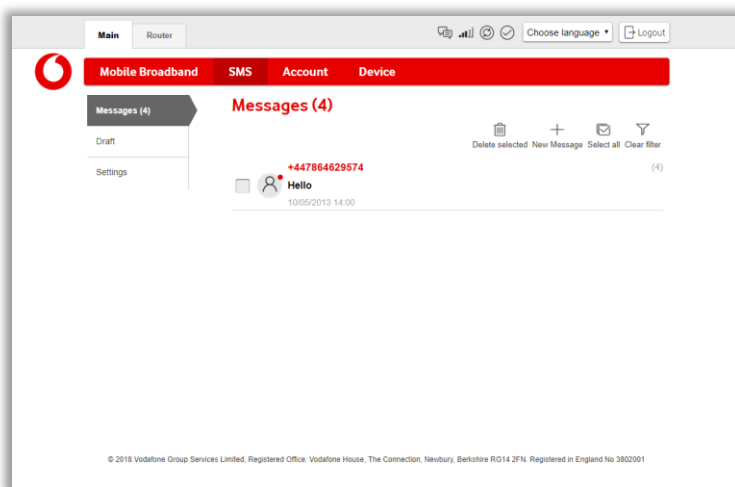 Main Router Choose language Logout
Mobile Broadband SMS Account Device
Messages (4)
Draft
Settings
Messages (4)
Delete selected New Message Select all Clear filter
+447864629574 (4)
Hello
10/05/2013 14:00
© 2018 Vodafone Group Services Limited, Registered Office: Vodafone House, The Connection, Newbury, Berkshire RG14 2FN. Registered in England No 3802001